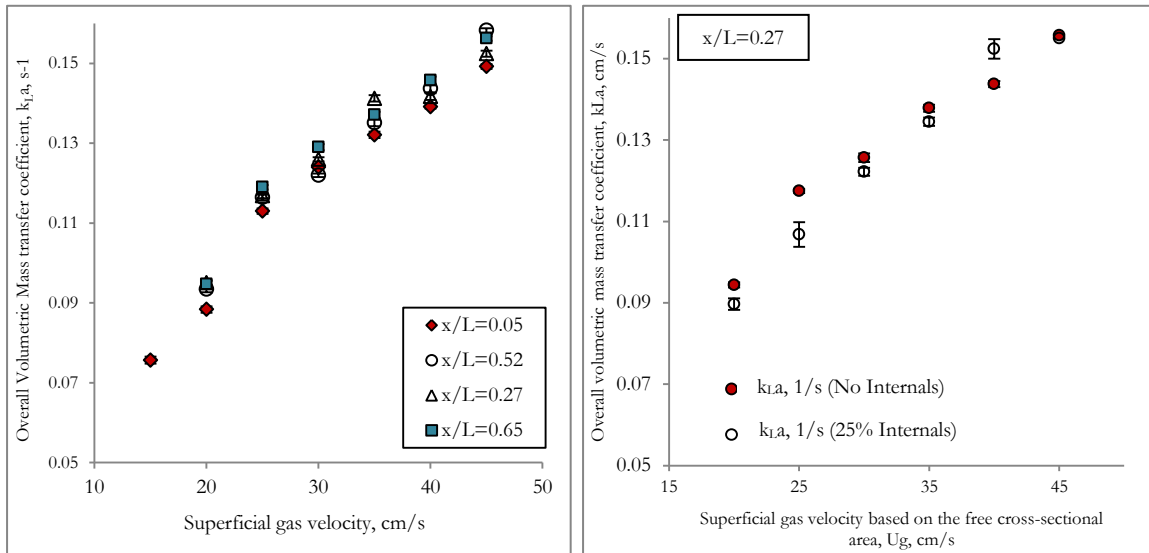 Overall Volumetric Mass transfer coefficient, kLa, s-1
0.15
0.13
0.11
0.09
0.07
0.05
10
20
30
40
50
Superficial gas velocity, cm/s
x/L=0.05
x/L=0.52
x/L=0.27
x/L=0.65
Overall volumetric mass transfer coefficient, kLa, cm/s
x/L=0.27
0.15
0.13
0.11
0.09
0.07
0.05
15
25
35
45
kLa, 1/s (No Internals)
kLa, 1/s (25% Internals)
Superficial gas velocity based on the free cross-sectional
area, Ug, cm/s